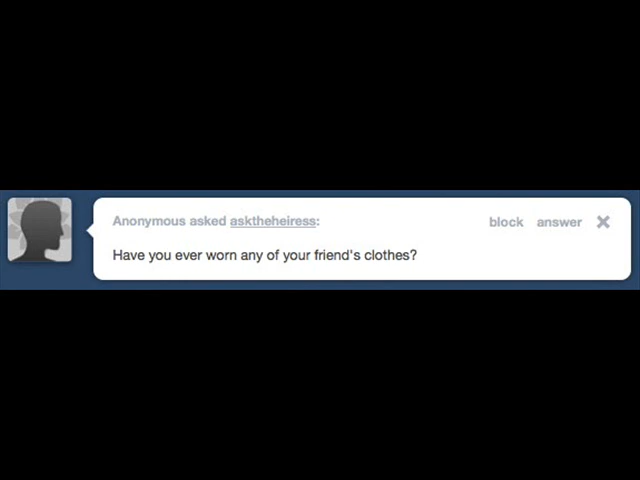 Anonymous asked asktheheiress: block answer
Have you ever worn any of your friend's clothes?